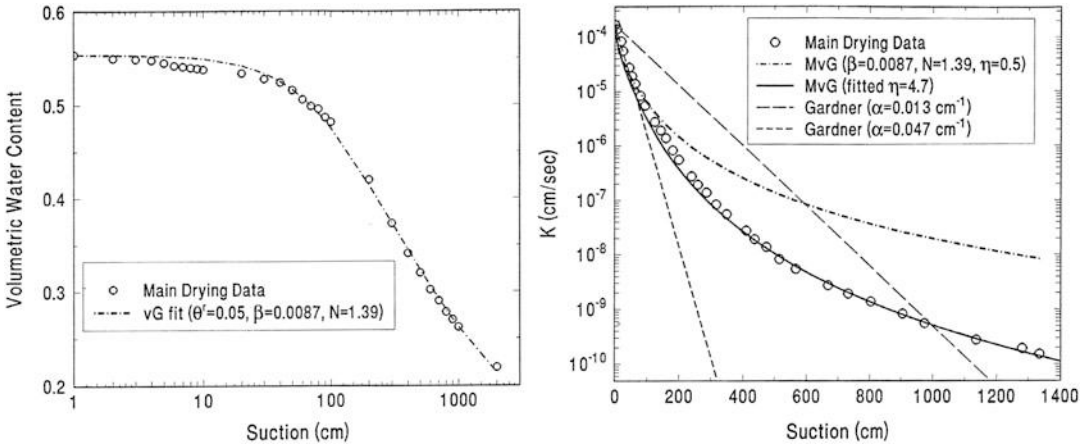 0.6
0.5
0.4
0.3
0.2
Volumetric Water Content
Main Drying Data
vG fit (θʳ=0.05, β=0.0087, N=1.39)
1
10
100
1000
Suction (cm)
10⁻⁴
10⁻⁵
10⁻⁶
10⁻⁷
10⁻⁸
10⁻⁹
10⁻¹⁰
K (cm/sec)
Main Drying Data
MvG (β=0.0087, N=1.39, η=0.5)
MvG (fitted η=4.7)
Gardner (α=0.013 cm⁻¹)
Gardner (α=0.047 cm⁻¹)
0
200
400
600
800
1000
1200
1400
Suction (cm)